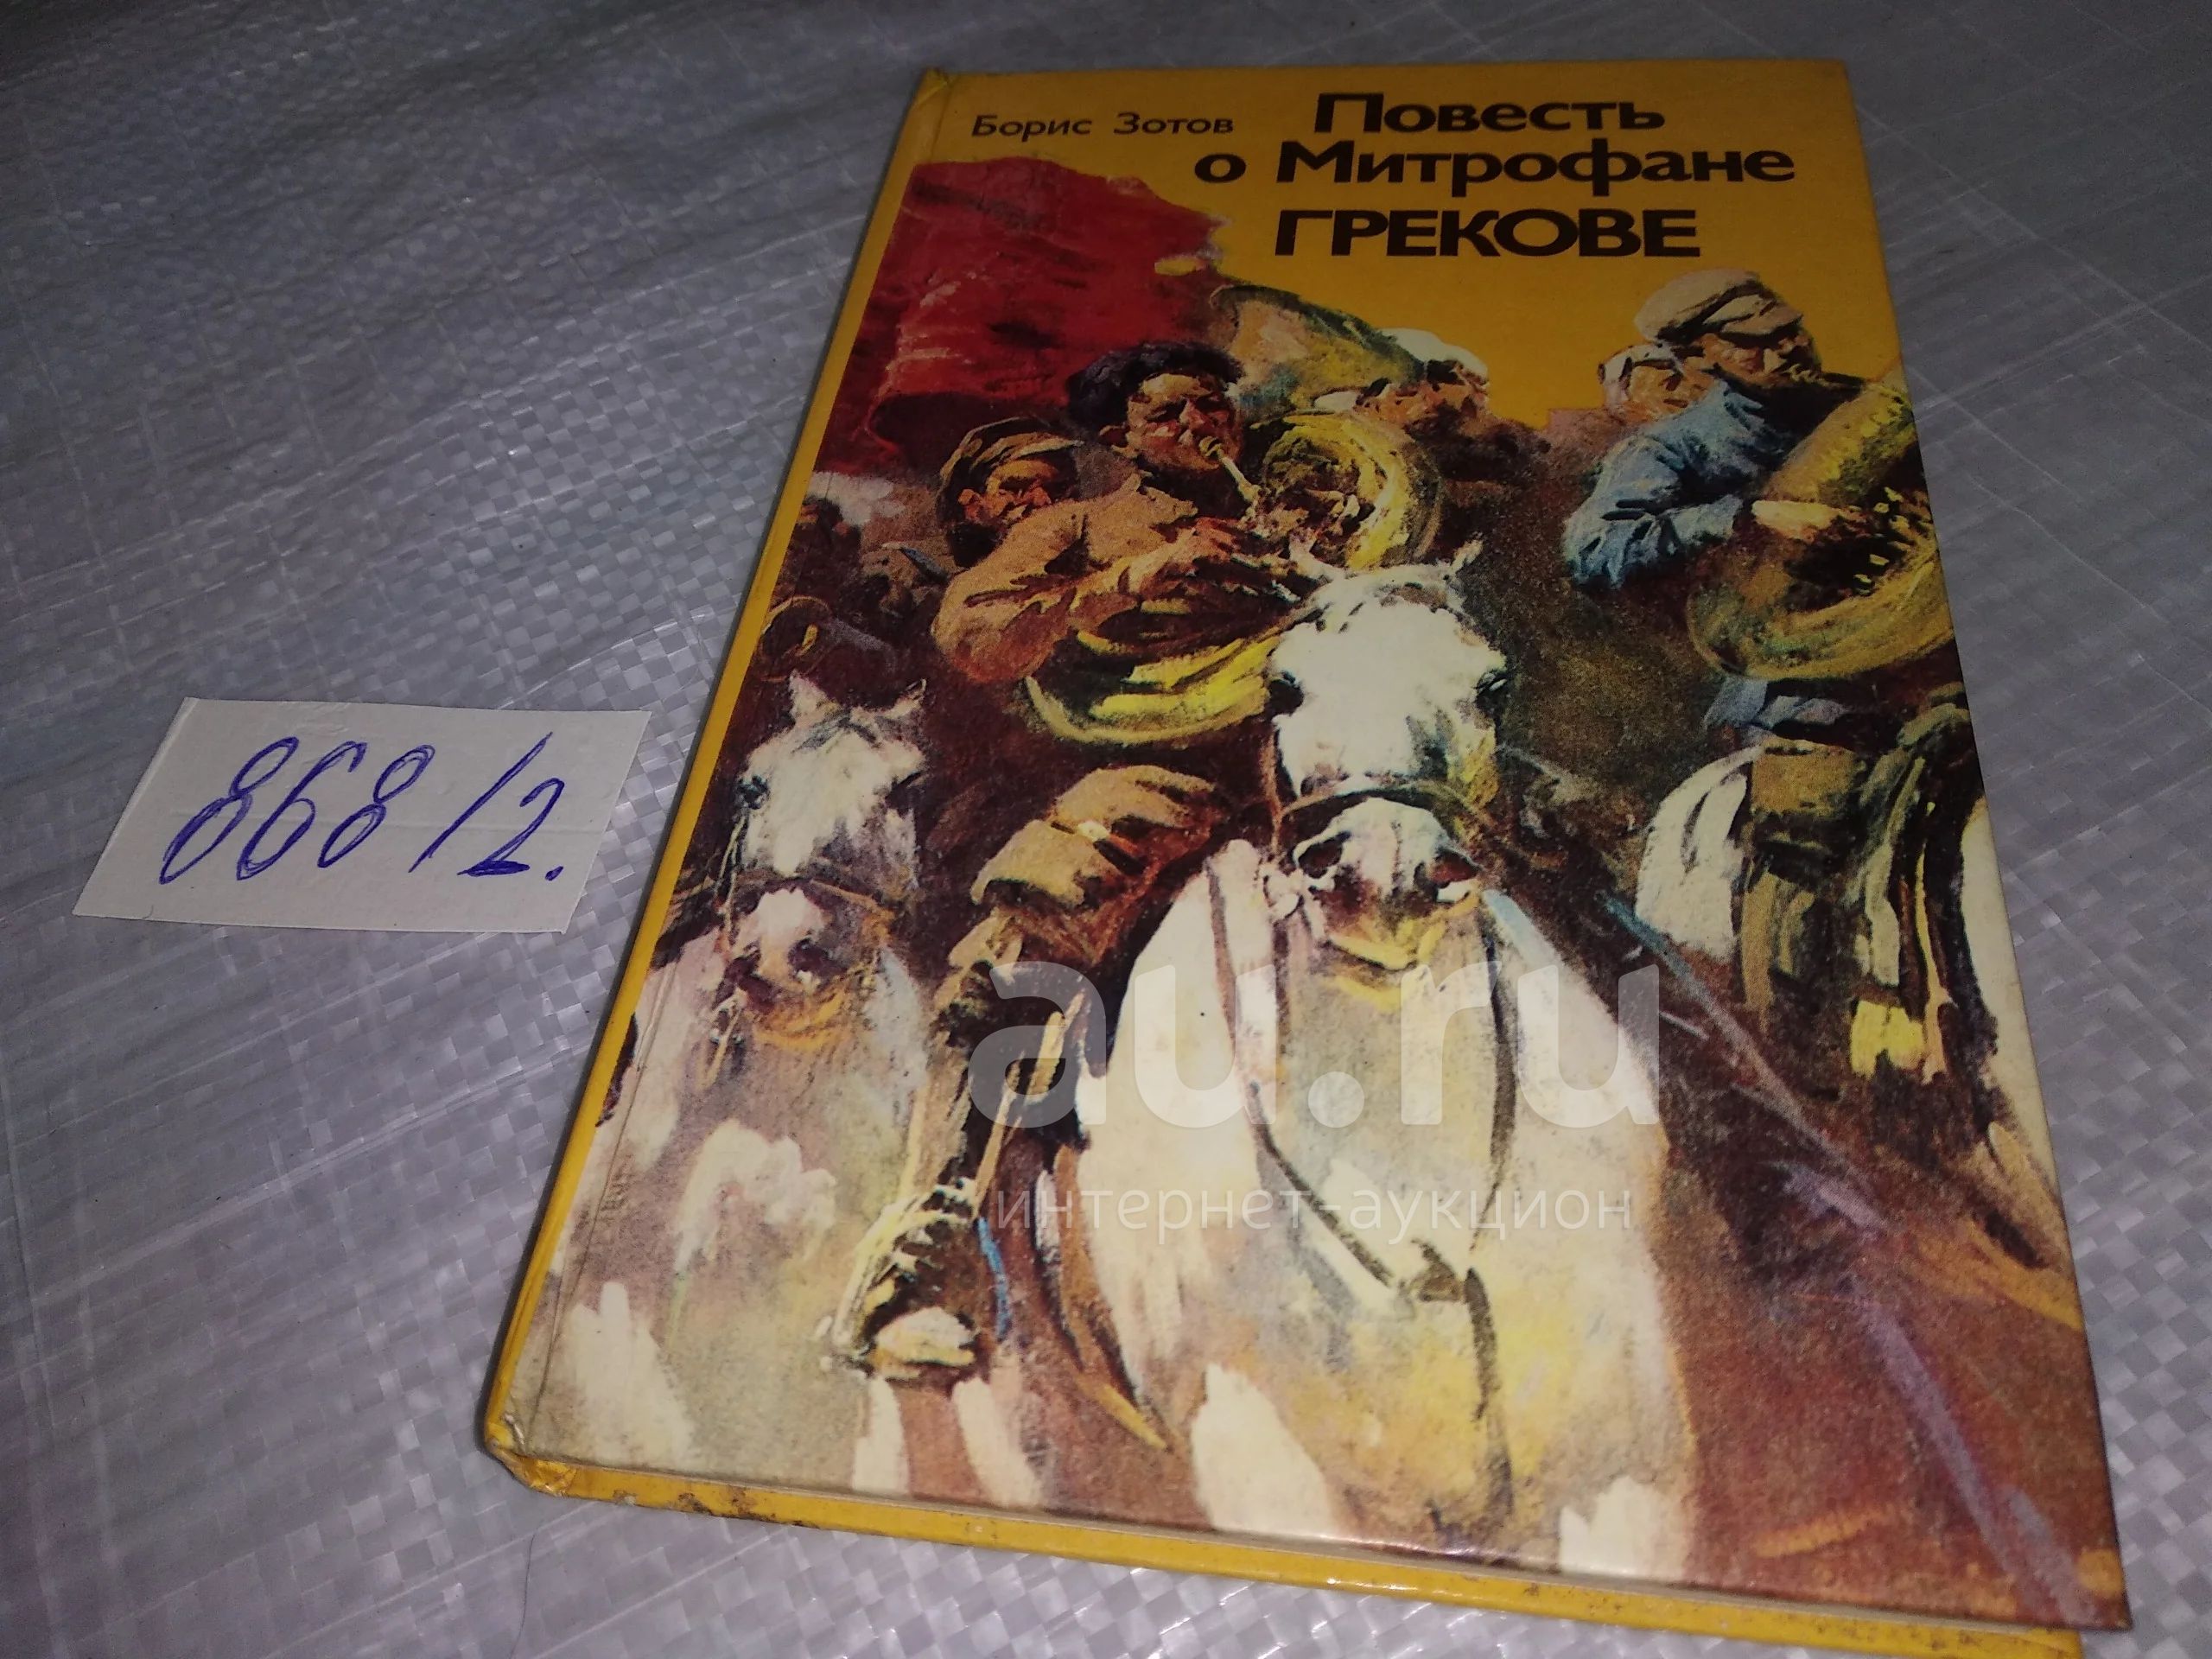 Борис Зотов
Повесть
о Митрофане
ГРЕКОВЕ
868/2.
au.ru
интернет-аукцион